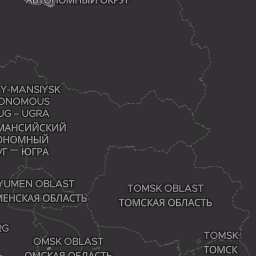 АВТОНОМНЫЙ ОКРУГ
Y-MANSIYSK
ONOMOUS
UG – UGRA
МАНСИЙСКИЙ
ОНОМНЫЙ
УГ — ЮГРА
YUMEN OBLAST
МЕНСКАЯ ОБЛАСТЬ
TOMSK OBLAST
ТОМСКАЯ ОБЛАСТЬ
RG
OMSK OBLAST
ОМСКАЯ ОБЛАСТЬ
TOMSK
ТОМСК